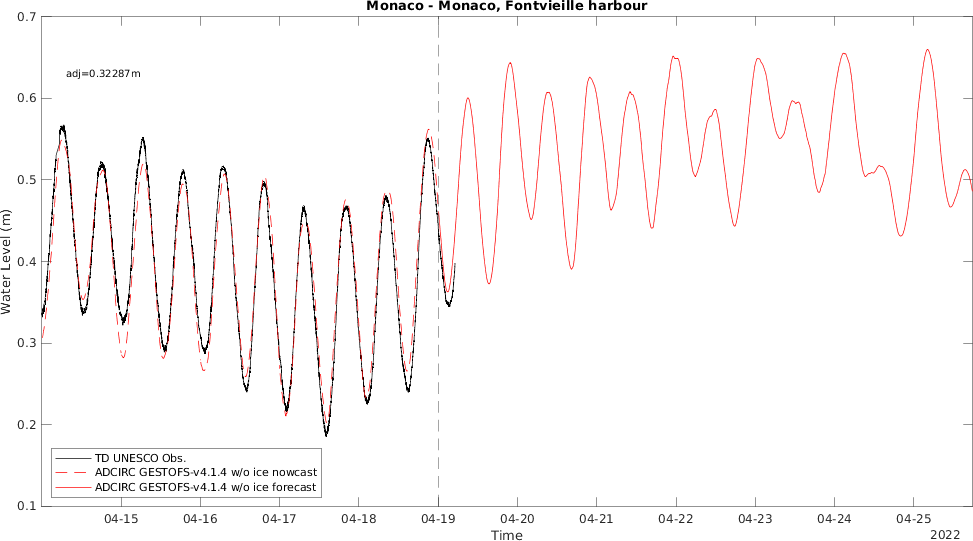 Monaco - Monaco, Fontvieille harbour
0.7
adj=0.32287m
0.6
0.5
0.4
0.3
0.2
0.1
Water Level (m)
TD UNESCO Obs.
ADCIRC GESTOFS-v4.1.4 w/o ice nowcast
ADCIRC GESTOFS-v4.1.4 w/o ice forecast
04-15 04-16 04-17 04-18 04-19 04-20 04-21 04-22 04-23 04-24 04-25
Time
2022